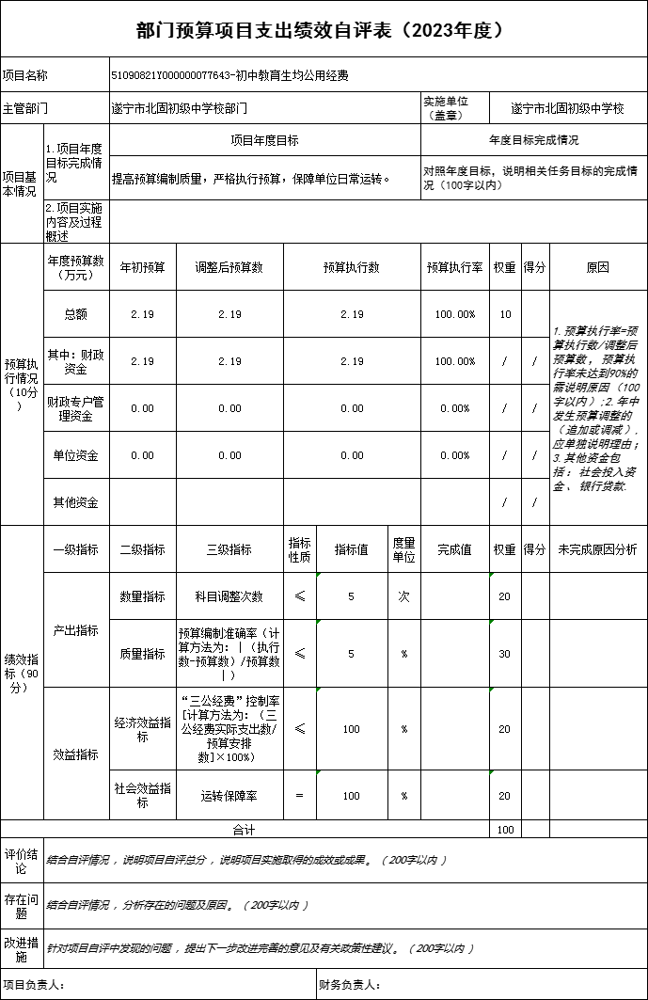 部门预算项目支出绩效自评表（2023年度）
项目名称 51090821Y000000077643-初中教育生均公用经费
主管部门 遂宁市北固初级中学校部门 实施单位（盖章） 遂宁市北固初级中学校
项目基本情况 1.项目年度目标完成情况 项目年度目标 年度目标完成情况
提高预算编制质量，严格执行预算，保障单位日常运转。 对照年度目标，说明相关任务目标的完成情况（100字以内）
2.项目实施内容及过程概述
预算执行情况（10分） 年度预算数（万元） 年初预算 调整后预算数 预算执行数 预算执行率 权重 得分 原因
总额 2.19 2.19 2.19 100.00% 10
其中：财政资金 2.19 2.19 2.19 100.00% / /
财政专户管理资金 0.00 0.00 0.00 0.00% / /
单位资金 0.00 0.00 0.00 0.00% / /
其他资金 / /
1.预算执行率=预算执行数/调整后预算数，预算执行率未达到90%的需说明原因（100字以内）；2.年中发生预算调整的（追加或调减），应单独说明理由；3.其他资金包括：社会投入资金、银行贷款.
绩效指标（90分） 一级指标 二级指标 三级指标 指标性质 指标值 度量单位 完成值 权重 得分 未完成原因分析
产出指标 数量指标 科目调整次数 ≤ 5 次 20
质量指标 预算编制准确率（计算方法为：｜（执行数-预算数）/预算数｜） ≤ 5 % 30
效益指标 经济效益指标 “三公经费”控制率[计算方法为：（三公经费实际支出数/预算安排数]×100%） ≤ 100 % 20
社会效益指标 运转保障率 = 100 % 20
合计 100
评价结论 结合自评情况，说明项目自评总分，说明项目实施取得的成效或成果。（200字以内）
存在问题 结合自评情况，分析存在的问题及原因。（200字以内）
改进措施 针对项目自评中发现的问题，提出下一步改进完善的意见及有关政策性建议。（200字以内）
项目负责人： 财务负责人：